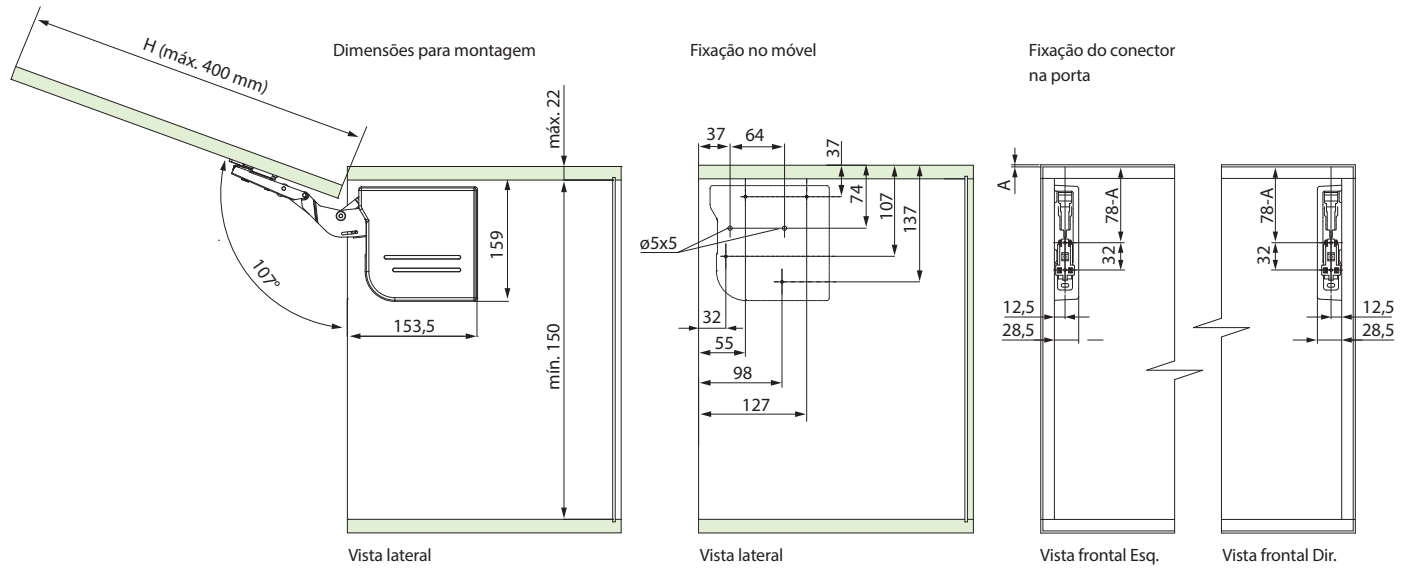 Dimensões para montagem
Fixação no móvel
Fixação do conector
na porta
H (máx. 400 mm)
máx. 22
107º
159
153,5
mín. 150
37
64
37
74
107
137
ø5x5
32
55
98
127
A
78-A
32
12,5
28,5
78-A
32
12,5
28,5
Vista lateral
Vista lateral
Vista frontal Esq.
Vista frontal Dir.